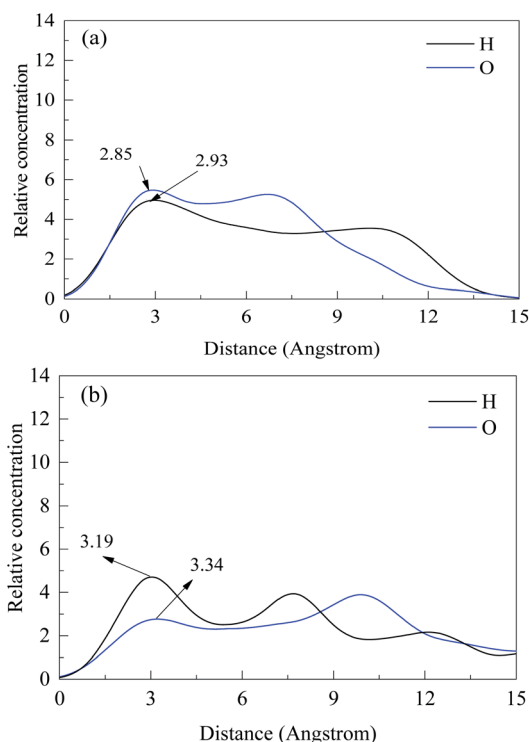 (a)
H
O
2.85
2.93
Relative concentration
14
12
10
8
6
4
2
0
0 3 6 9 12 15
Distance (Angstrom)
(b)
H
O
3.19
3.34
Relative concentration
14
12
10
8
6
4
2
0
0 3 6 9 12 15
Distance (Angstrom)